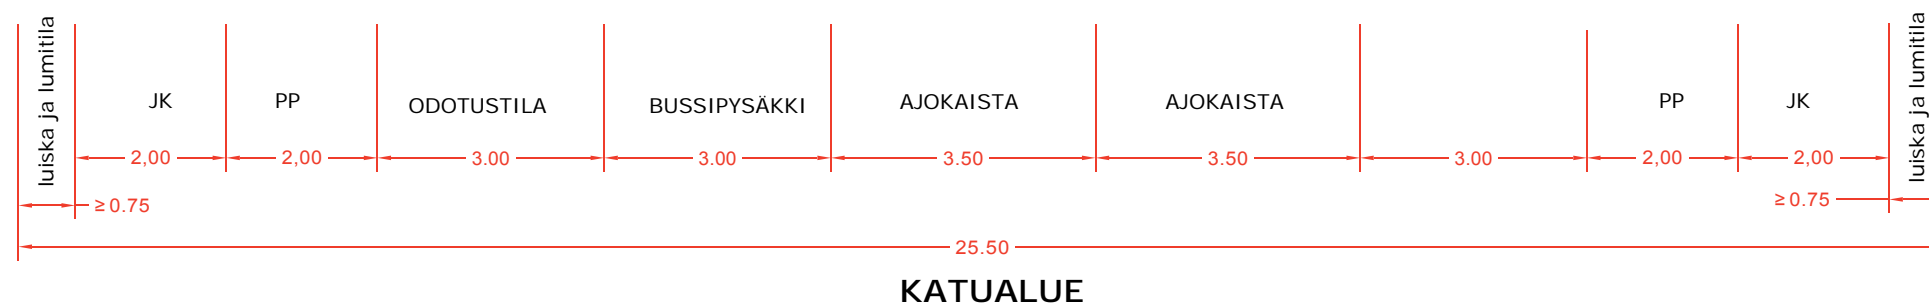 luiska ja lumitila
JK
PP
ODOTUSTILA
BUSSIPYSÄKKI
AJOKAISTA
AJOKAISTA
PP
JK
luiska ja lumitila
2,00
2,00
3.00
3.00
3.50
3.50
3.00
2,00
2,00
≥ 0.75
≥ 0.75
25.50
KATUALUE